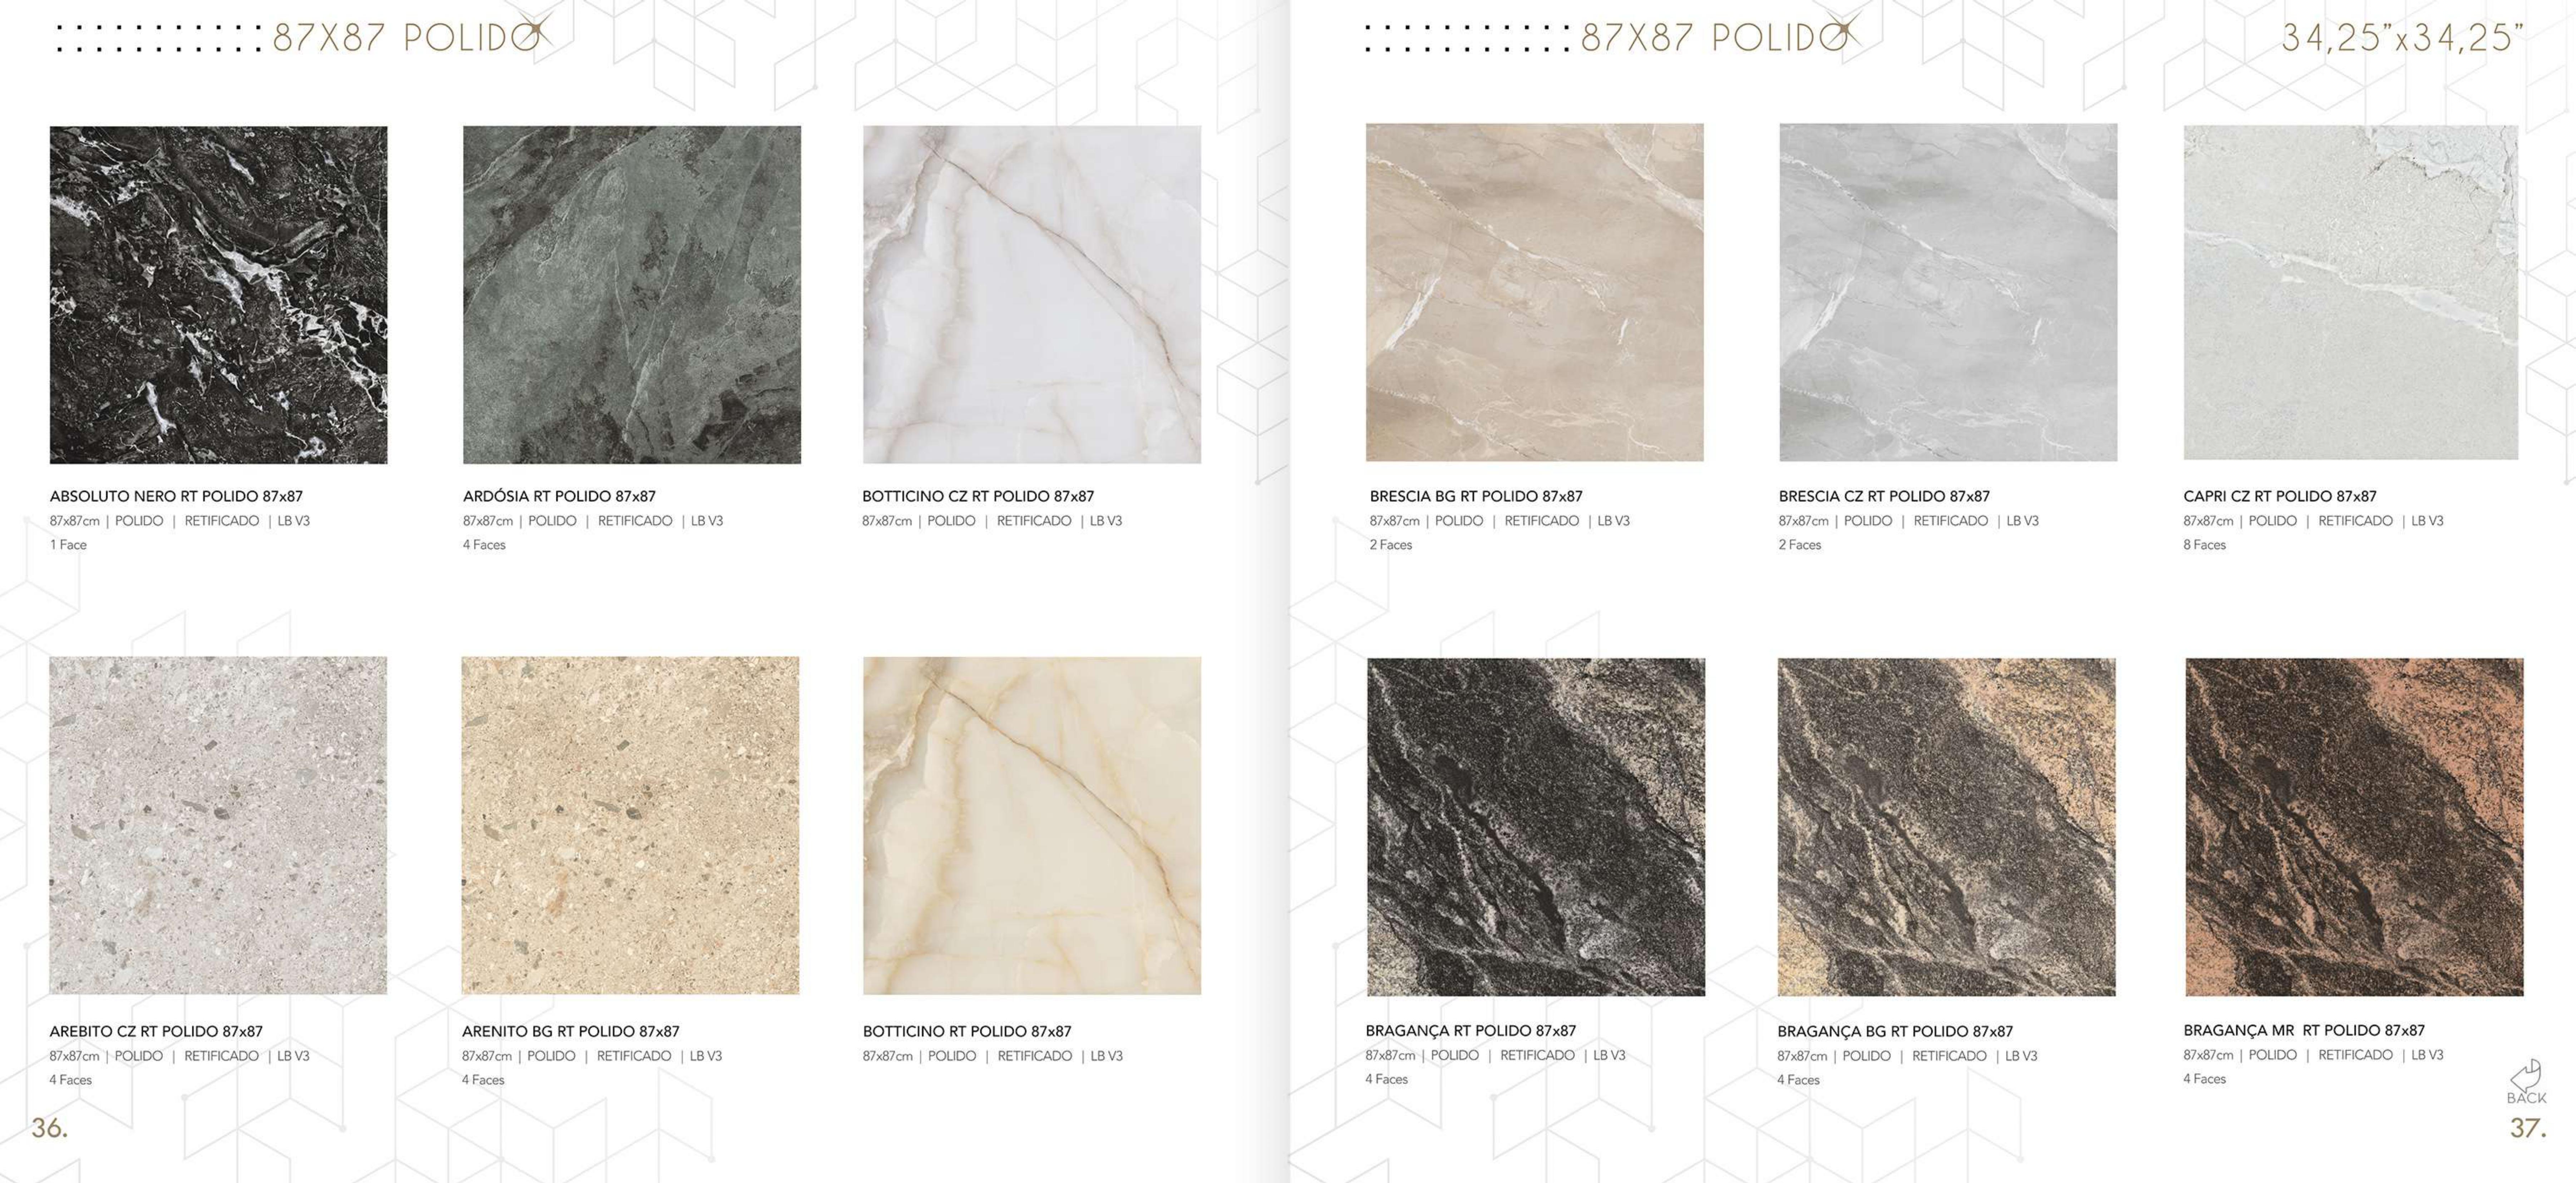 87X87 POLIDO
ABSOLUTO NERO RT POLIDO 87x87
87x87cm | POLIDO | RETIFICADO | LB V3
1 Face
ARDÓSIA RT POLIDO 87x87
87x87cm | POLIDO | RETIFICADO | LB V3
4 Faces
BOTTICINO CZ RT POLIDO 87x87
87x87cm | POLIDO | RETIFICADO | LB V3
AREBITO CZ RT POLIDO 87x87
87x87cm | POLIDO | RETIFICADO | LB V3
4 Faces
ARENITO BG RT POLIDO 87x87
87x87cm | POLIDO | RETIFICADO | LB V3
4 Faces
BOTTICINO RT POLIDO 87x87
87x87cm | POLIDO | RETIFICADO | LB V3
36.
87X87 POLIDO
34,25”x34,25”
BRESCIA BG RT POLIDO 87x87
87x87cm | POLIDO | RETIFICADO | LB V3
2 Faces
BRESCIA CZ RT POLIDO 87x87
87x87cm | POLIDO | RETIFICADO | LB V3
2 Faces
CAPRI CZ RT POLIDO 87x87
87x87cm | POLIDO | RETIFICADO | LB V3
8 Faces
BRAGANÇA RT POLIDO 87x87
87x87cm | POLIDO | RETIFICADO | LB V3
4 Faces
BRAGANÇA BG RT POLIDO 87x87
87x87cm | POLIDO | RETIFICADO | LB V3
4 Faces
BRAGANÇA MR RT POLIDO 87x87
87x87cm | POLIDO | RETIFICADO | LB V3
4 Faces
BACK
37.